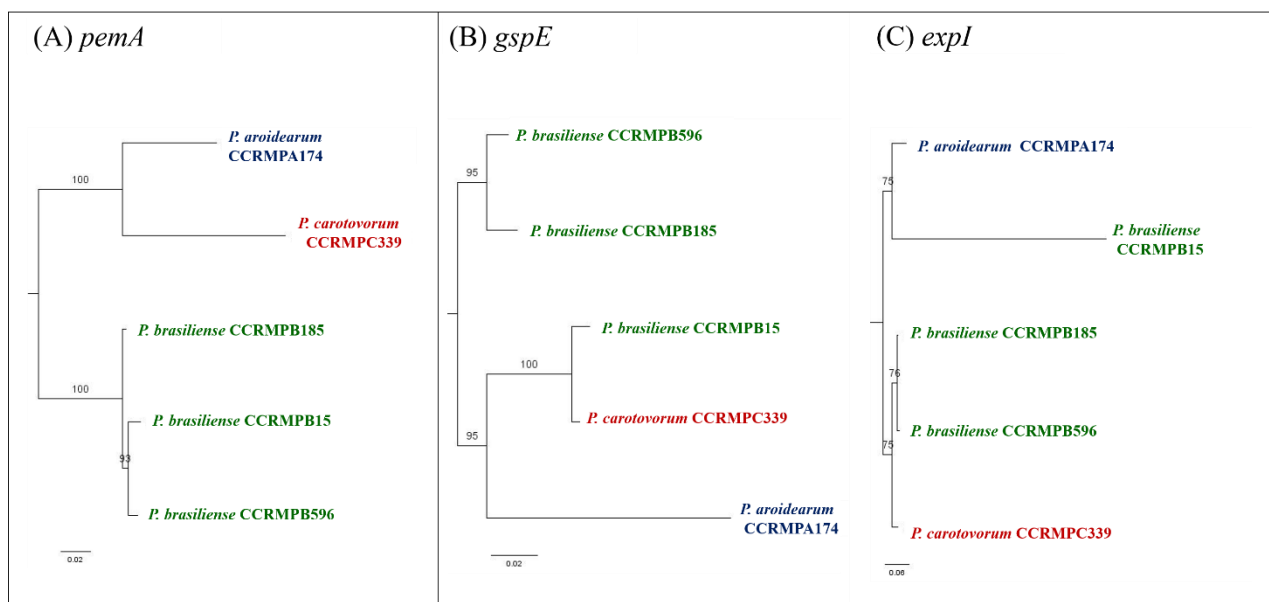 (A) pemA
P. aroidearum
CCRMPA174
100
P. carotovorum
CCRMPC339
P. brasiliense CCRMPB185
100
P. brasiliense CCRMPB15
93
P. brasiliense CCRMPB596
0.02
(B) gspE
P. brasiliense CCRMPB596
95
P. brasiliense CCRMPB185
P. brasiliense CCRMPB15
100
P. carotovorum CCRMPC339
95
P. aroidearum
CCRMPA174
0.02
(C) expI
P. aroidearum CCRMPA174
75
P. brasiliense
CCRMPB15
P. brasiliense CCRMPB185
76
P. brasiliense CCRMPB596
75
P. carotovorum CCRMPC339
0.06